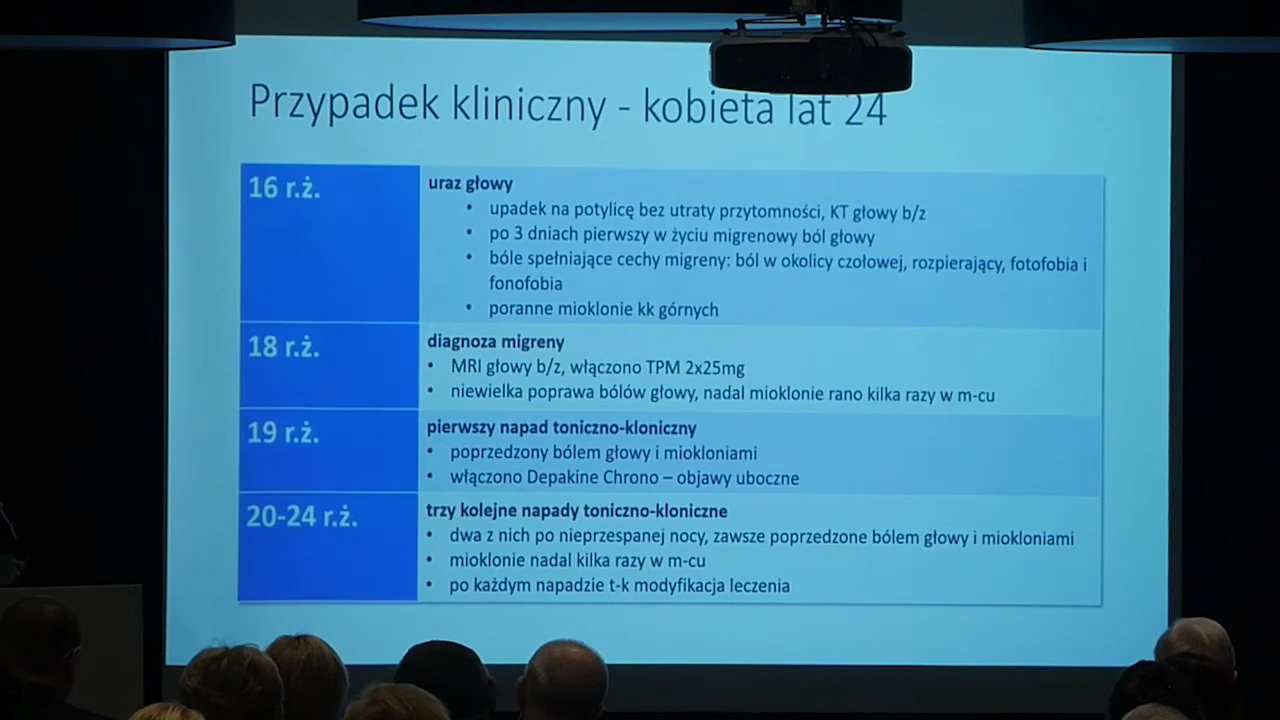 Przypadek kliniczny - kobieta lat 24
16 r.ż.
uraz głowy
• upadek na potylicę bez utraty przytomności, KT głowy b/z
• po 3 dniach pierwszy w życiu migrenowy ból głowy
• bóle spełniające cechy migreny: ból w okolicy czołowej, rozpierający, fotofobia i
fonofobia
• poranne mioklonie kk górnych
18 r.ż.
diagnoza migreny
• MRI głowy b/z, włączono TPM 2x25mg
• niewielka poprawa bólów głowy, nadal mioklonie rano kilka razy w m-cu
19 r.ż.
pierwszy napad toniczno-kloniczny
• poprzedzony bólem głowy i miokloniami
• włączono Depakine Chrono – objawy uboczne
20-24 r.ż.
trzy kolejne napady toniczno-kloniczne
• dwa z nich po nieprzespanej nocy, zawsze poprzedzone bólem głowy i miokloniami
• mioklonie nadal kilka razy w m-cu
• po każdym napadzie t-k modyfikacja leczenia